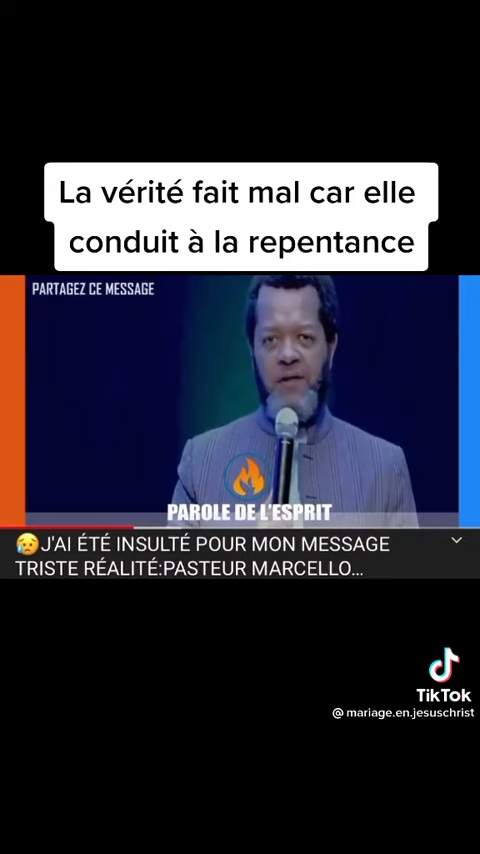 La vérité fait mal car elle
conduit à la repentance
PARTAGEZ CE MESSAGE
PAROLE DE L'ESPRIT
😥J'AI ÉTÉ INSULTÉ POUR MON MESSAGE
TRISTE RÉALITÉ:PASTEUR MARCELLO...
TikTok
@mariage.en.jesuschrist